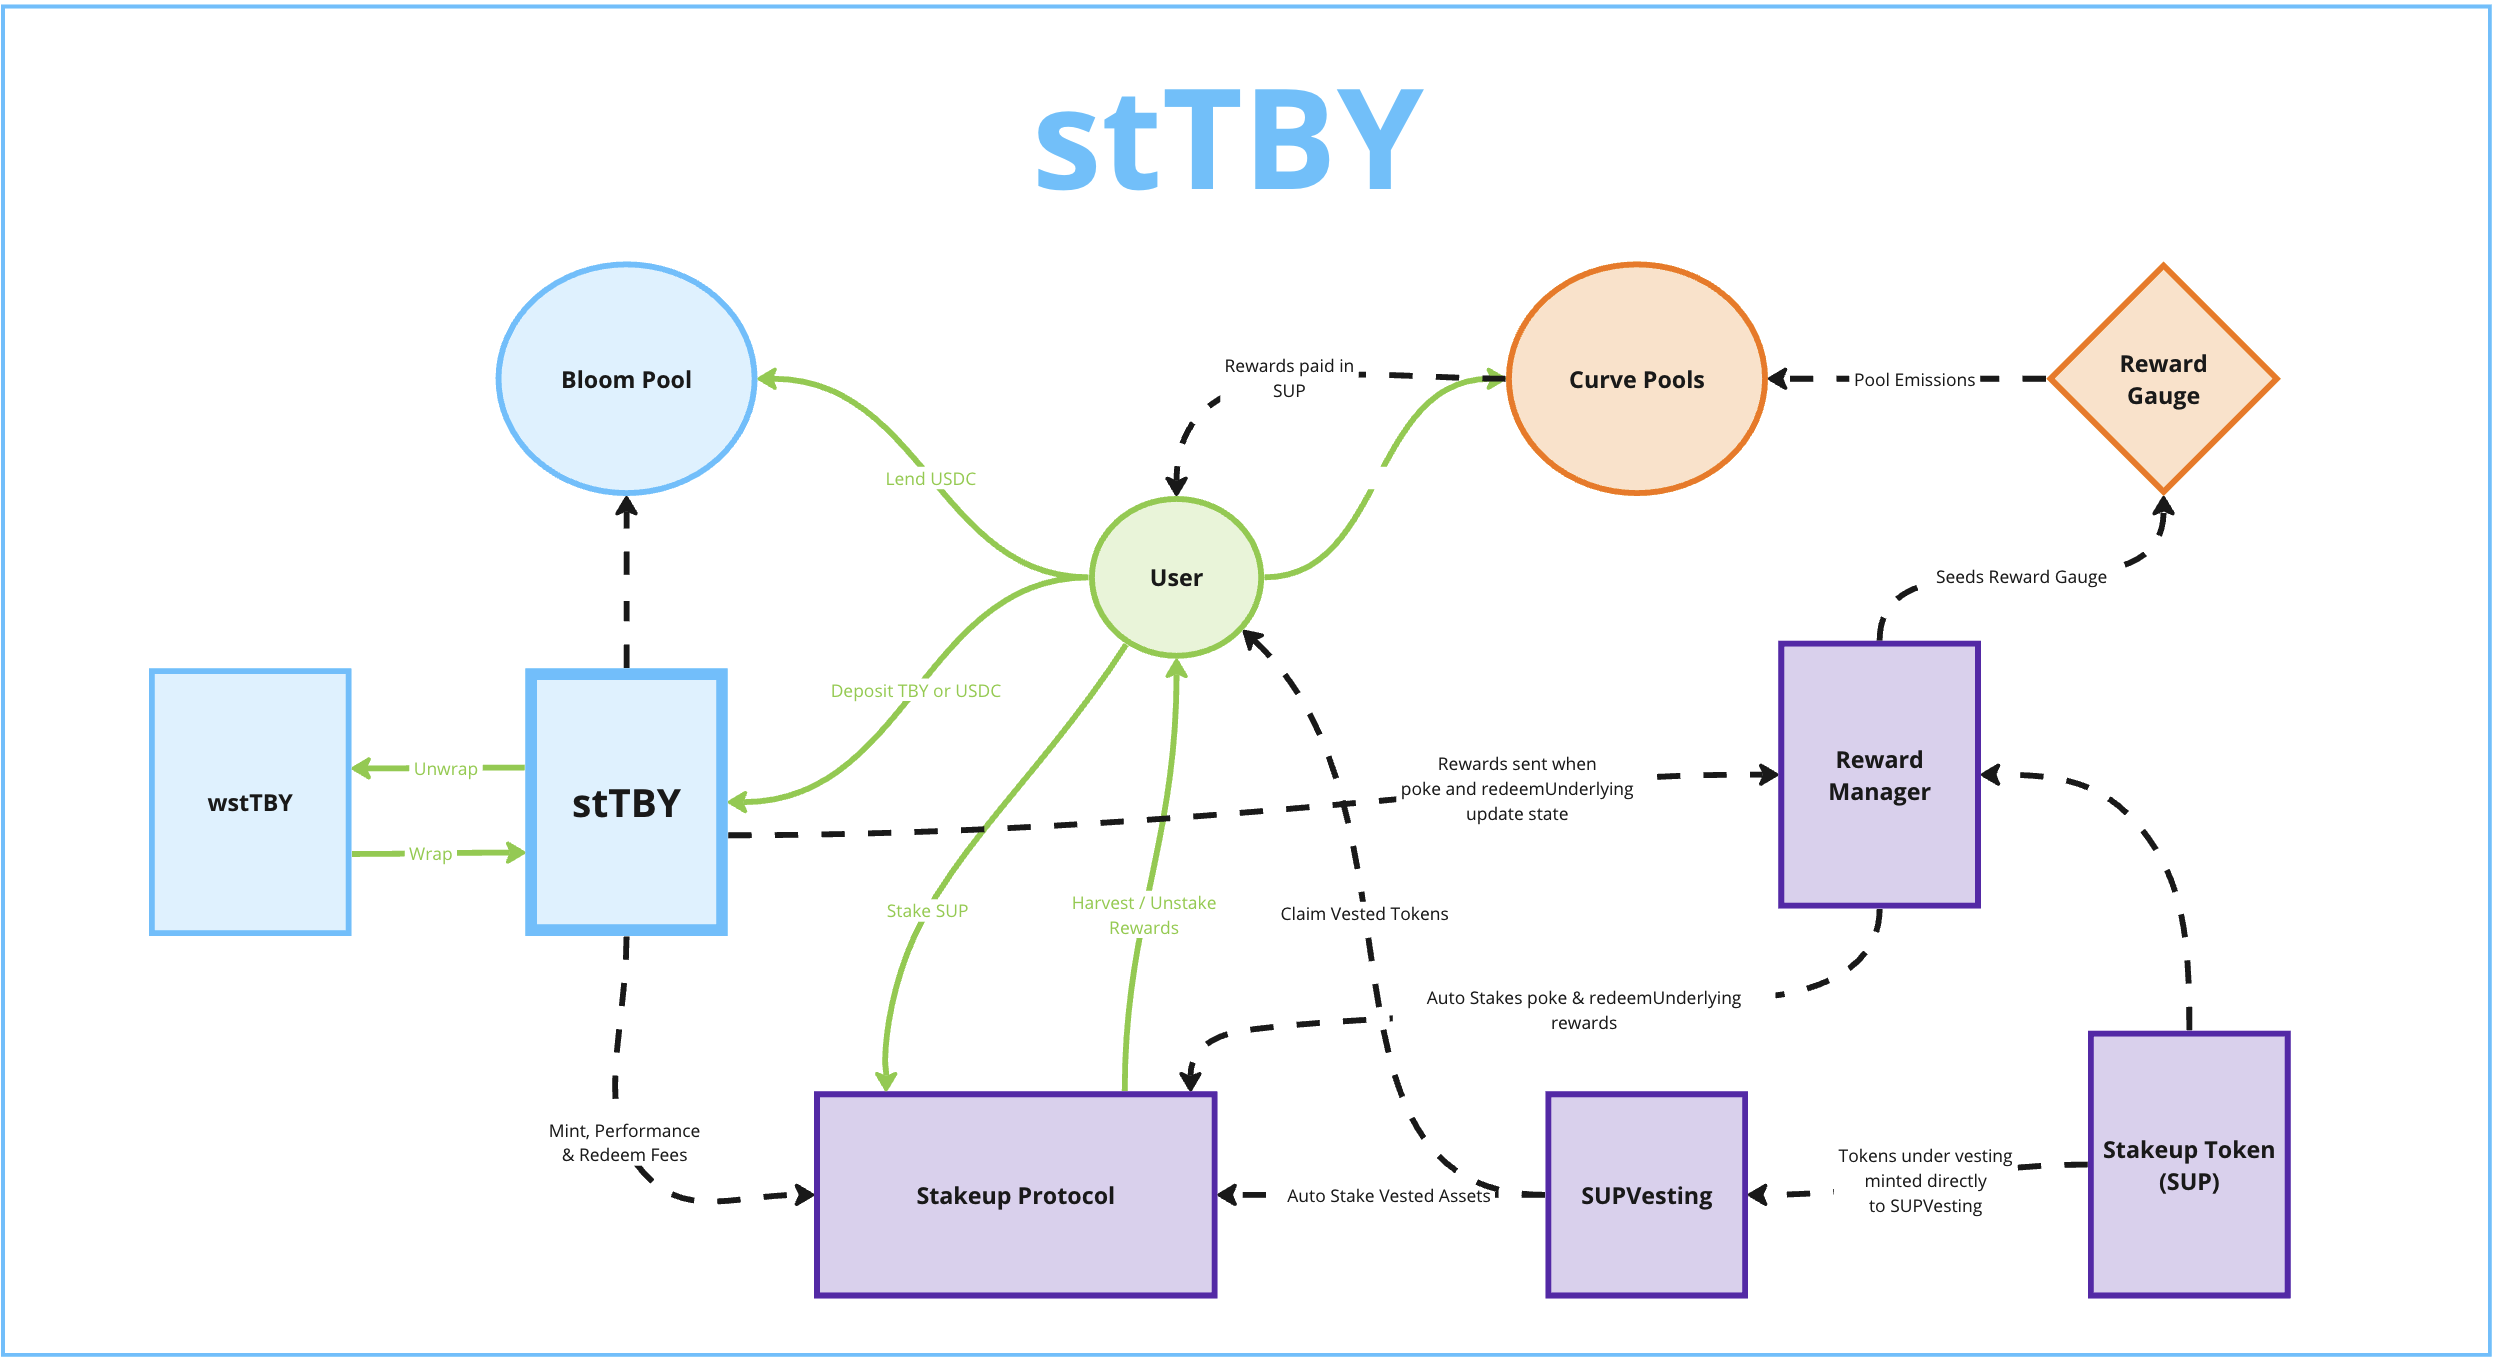 stTBY
Bloom Pool
Rewards paid in
SUP
Curve Pools
Pool Emissions
Reward
Gauge
Lend USDC
User
Seeds Reward Gauge
Deposit TBY or USDC
wstTBY
Unwrap
Wrap
stTBY
Rewards sent when
poke and redeemUnderlying
update state
Reward
Manager
Stake SUP
Harvest / Unstake
Rewards
Claim Vested Tokens
Auto Stakes poke & redeemUnderlying
rewards
Mint, Performance
& Redeem Fees
Stakeup Protocol
Auto Stake Vested Assets
SUPVesting
Tokens under vesting
minted directly
to SUPVesting
Stakeup Token
(SUP)